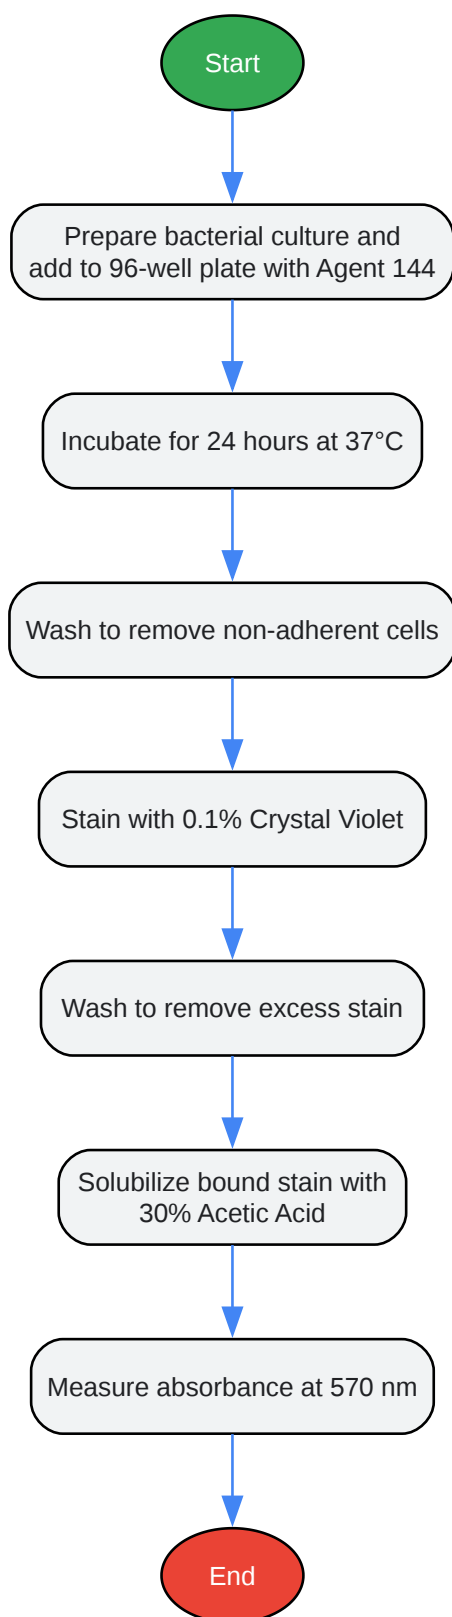 Start
Prepare bacterial culture and
add to 96-well plate with Agent 144
Incubate for 24 hours at 37°C
Wash to remove non-adherent cells
Stain with 0.1% Crystal Violet
Wash to remove excess stain
Solubilize bound stain with
30% Acetic Acid
Measure absorbance at 570 nm
End